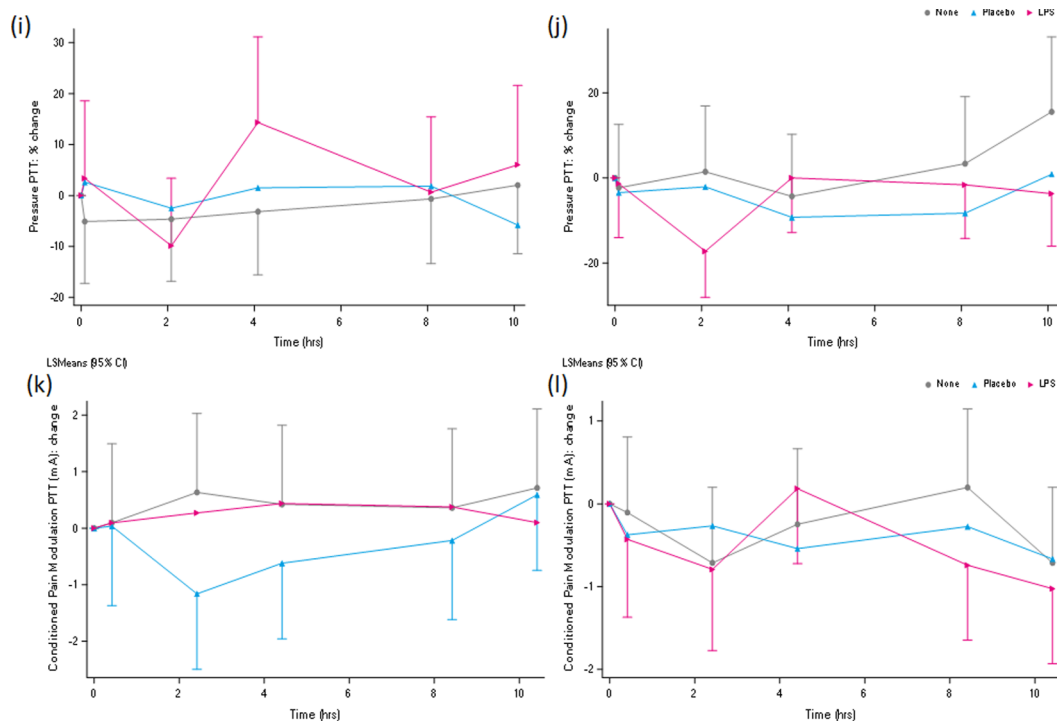 (i)
Pressure PTT: % change
30
20
10
0
-10
-20
0 2 4 6 8 10
Time (hrs)
LSMeans (95% CI)
(j)
None Placebo LPS
Pressure PTT: % change
20
0
-20
0 2 4 6 8 10
Time (hrs)
LSMeans (95% CI)
(k)
Conditioned Pain Modulation PTT (mA): change
2
1
0
-1
-2
0 2 4 6 8 10
Time (hrs)
(l)
None Placebo LPS
Conditioned Pain Modulation PTT (mA): change
1
0
-1
-2
0 2 4 6 8 10
Time (hrs)